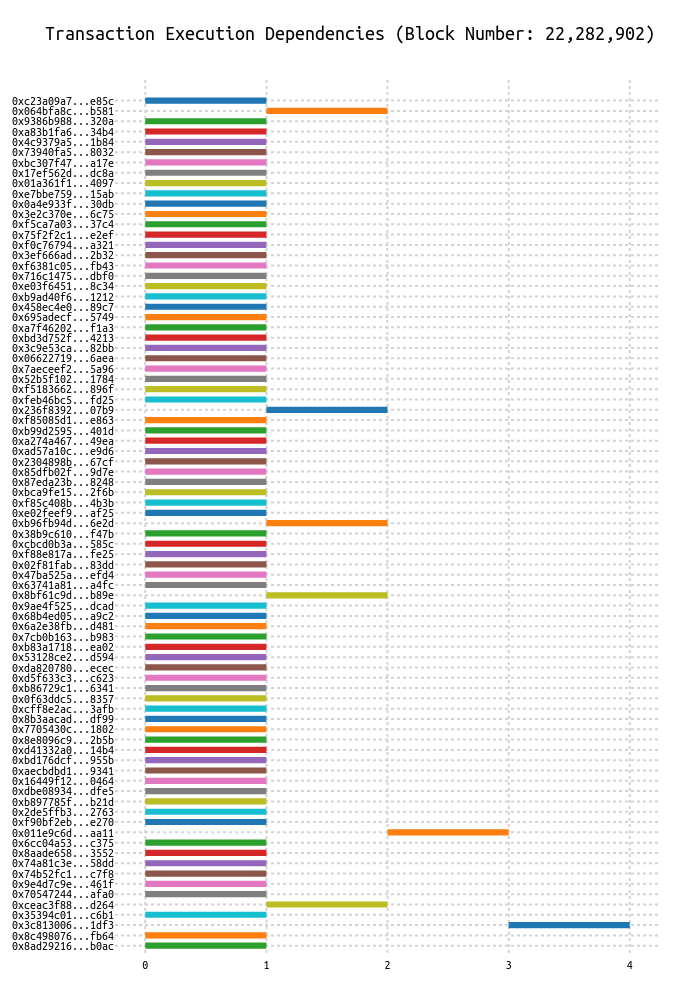 Transaction Execution Dependencies (Block Number: 22,282,902)
0xc23a09a7...e85c
0x064bfa8c...b581
0x9386b988...320a
0xa83b1fa6...34b4
0x4c9379a5...1b84
0x73940fa5...8032
0xbc307f47...a17e
0x17ef562d...dc8a
0x01a361f1...4097
0xe7bbe759...15ab
0x0a4e933f...30db
0x3e2c370e...6c75
0xf5ca7a03...37c4
0x75f2f2c1...e2ef
0xf0c76794...a321
0x3ef666ad...2b32
0xf6381c05...fb43
0x716c1475...dbf0
0xe03f6451...8c34
0xb9ad40f6...1212
0x458ec4e0...89c7
0x695adecf...5749
0xa7f46202...f1a3
0xbd3d752f...4213
0x3c9e53ca...82bb
0x06622719...6aea
0x7aeceef2...5a96
0x52b5f102...1784
0xf5183662...896f
0xfeb46bc5...fd25
0x236f8392...07b9
0xf85085d1...e863
0xb99d2595...401d
0xa274a467...49ea
0xad57a10c...e9d6
0x2304898b...67cf
0x85dfb02f...9d7e
0x87eda23b...8248
0xbca9fe15...2f6b
0xf85c408b...4b3b
0xe02feef9...af25
0xb96fb94d...6e2d
0x38b9c610...f47b
0xcbcd0b3a...585c
0xf88e817a...fe25
0x02f81fab...83dd
0x47ba525a...efd4
0x63741a81...a4fc
0x8bf61c9d...b89e
0x9ae4f525...dcad
0x68b4ed05...a9c2
0x6a2e38fb...d481
0x7cb0b163...b983
0xb83a1718...ea02
0x53128ce2...d594
0xda820780...ecec
0xd5f633c3...c623
0xb86729c1...6341
0x0f63ddc5...8357
0xcff8e2ac...3afb
0x8b3aacad...df99
0x7705430c...1802
0x8e8096c9...2b5b
0xd41332a0...14b4
0xbd176dcf...955b
0xaecbdbd1...9341
0x16449f12...0464
0xdbe08934...dfe5
0xb897785f...b21d
0x2de5ffb3...2763
0xf90bf2eb...e270
0x011e9c6d...aa11
0x6cc04a53...c375
0x8aade658...3552
0x74a81c3e...58dd
0x74b52fc1...c7f8
0x9e4d7c9e...461f
0x70547244...afa0
0xceac3f88...d264
0x35394c01...c6b1
0x3c813006...1df3
0x8c498076...fb64
0x8ad29216...b0ac
0 1 2 3 4